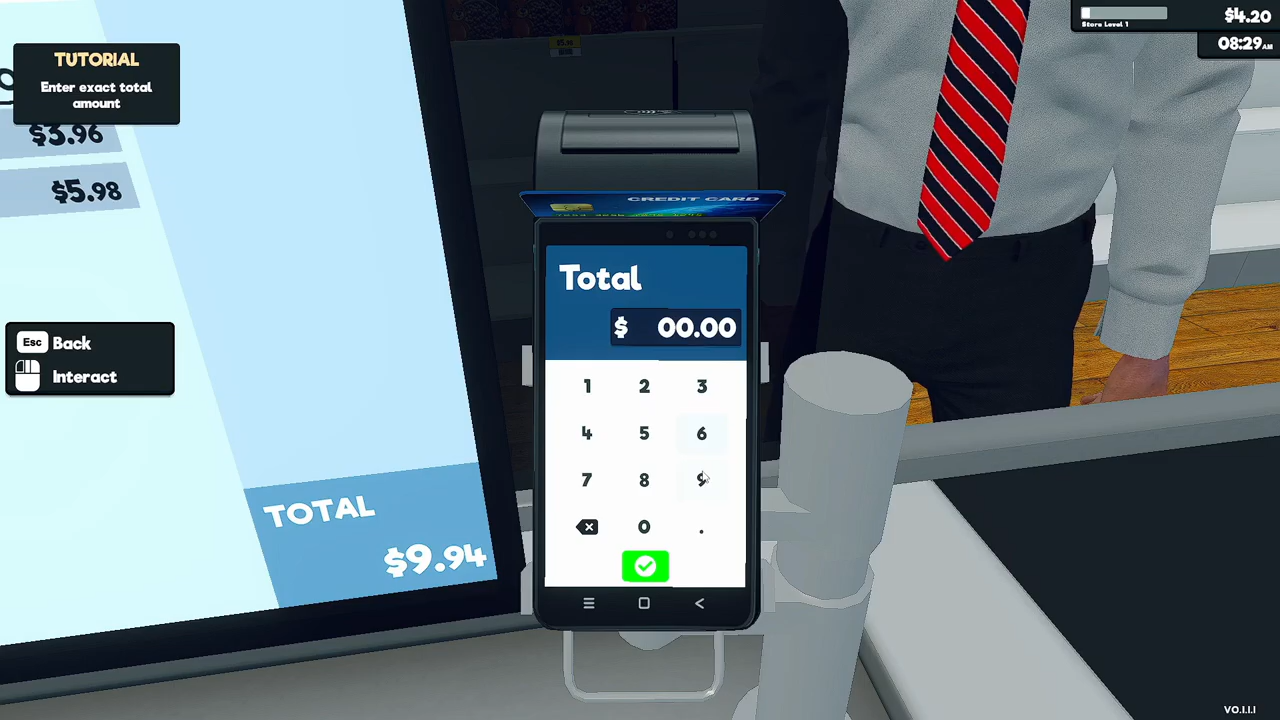 TUTORIAL
Enter exact total
amount
$3.96
$5.98
Esc Back
Interact
TOTAL
$9.94
CREDIT CARD
Total
$ 00.00
1 2 3
4 5 6
7 8 9
0 .
Store Level 1
$4.20
08:29AM
V0.1.1.1